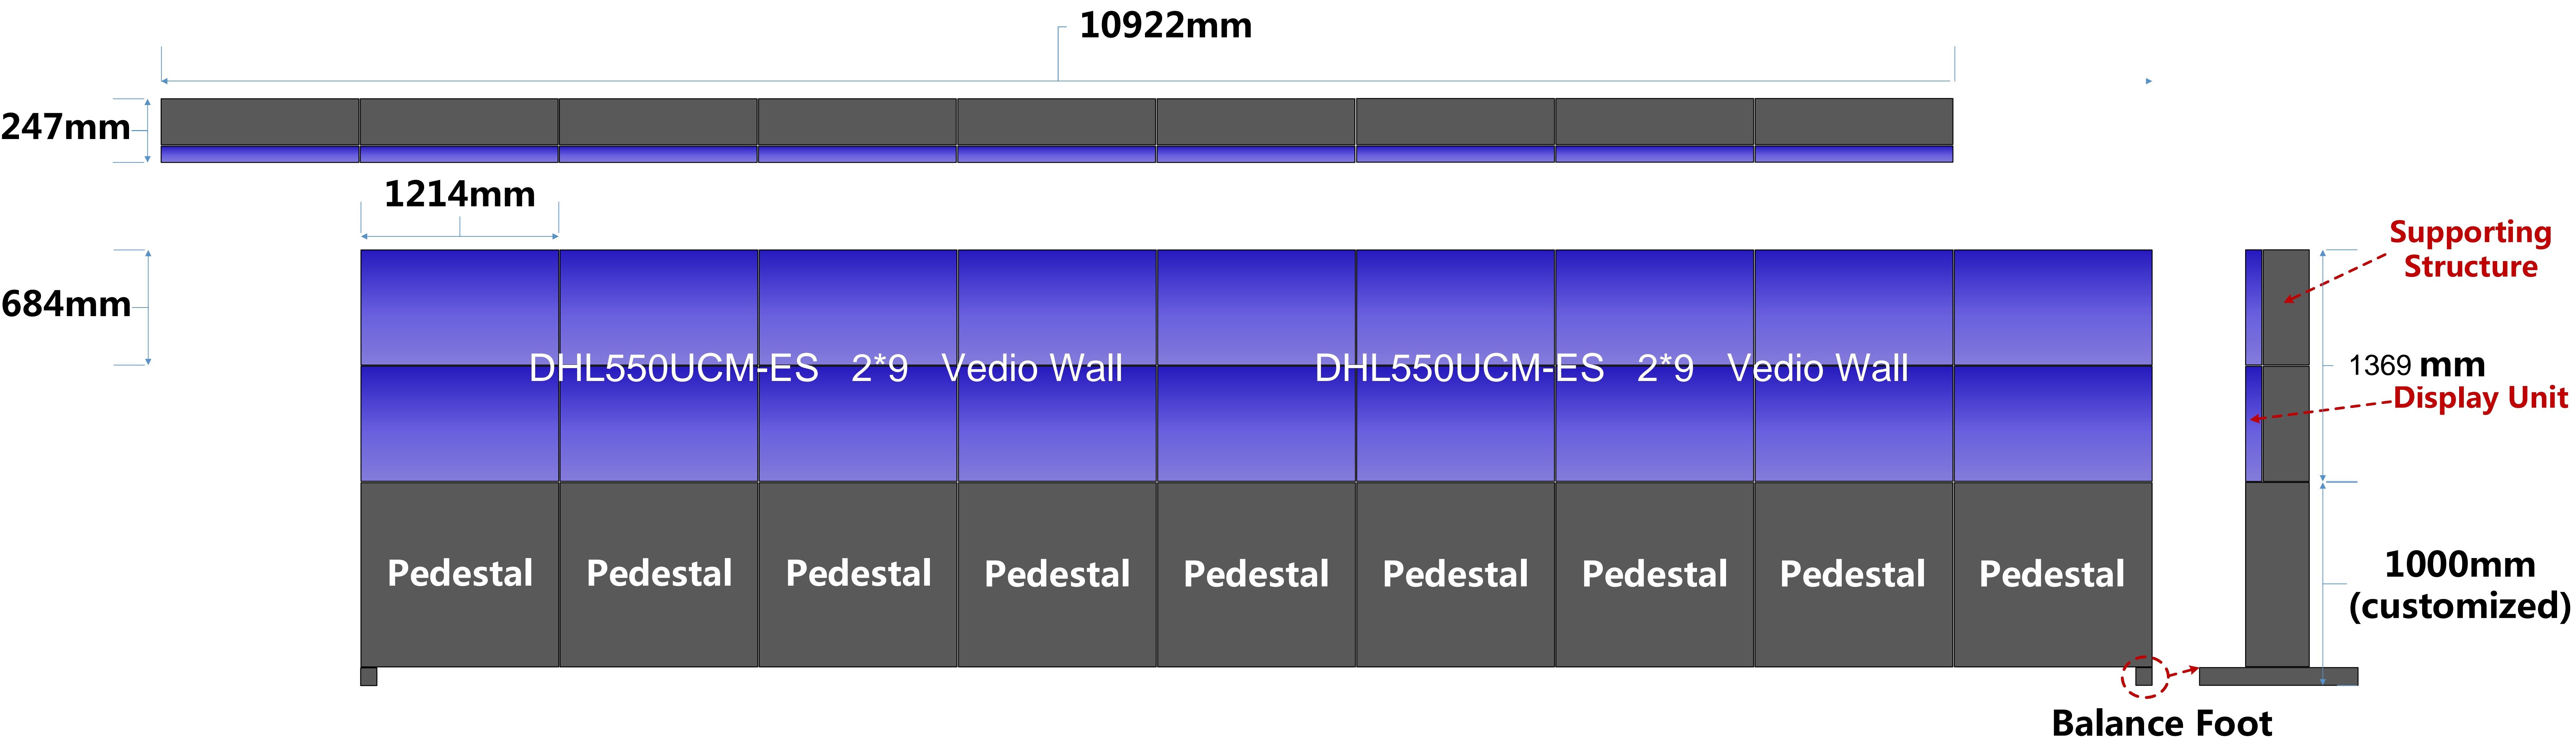 10922mm
247mm
1214mm
Supporting
Structure
684mm
DHL550UCM-ES 2*9 Vedio Wall
DHL550UCM-ES 2*9 Vedio Wall
1369 mm
Display Unit
Pedestal Pedestal Pedestal Pedestal Pedestal Pedestal Pedestal Pedestal Pedestal
1000mm
(customized)
Balance Foot